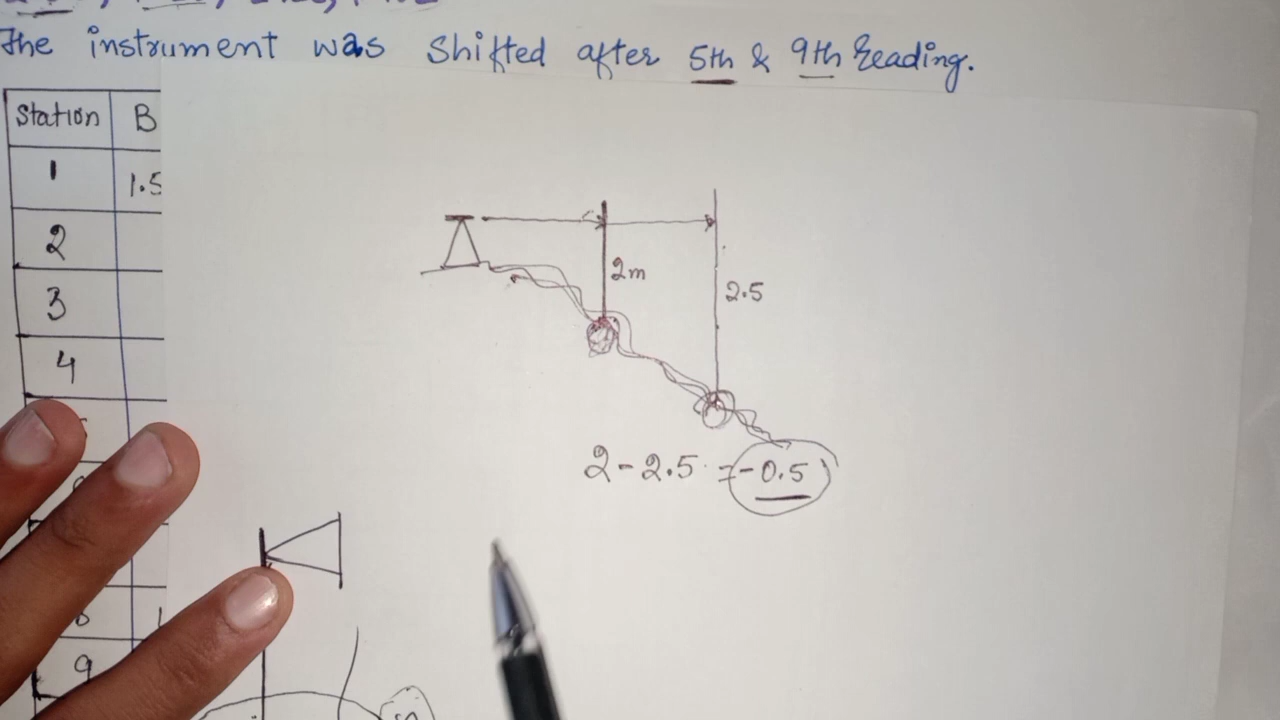 The instrument was shifted after 5th & 9th Reading.
Station B
1 1.5
2
3
4
9
2m
2.5
2 - 2.5 = -0.5